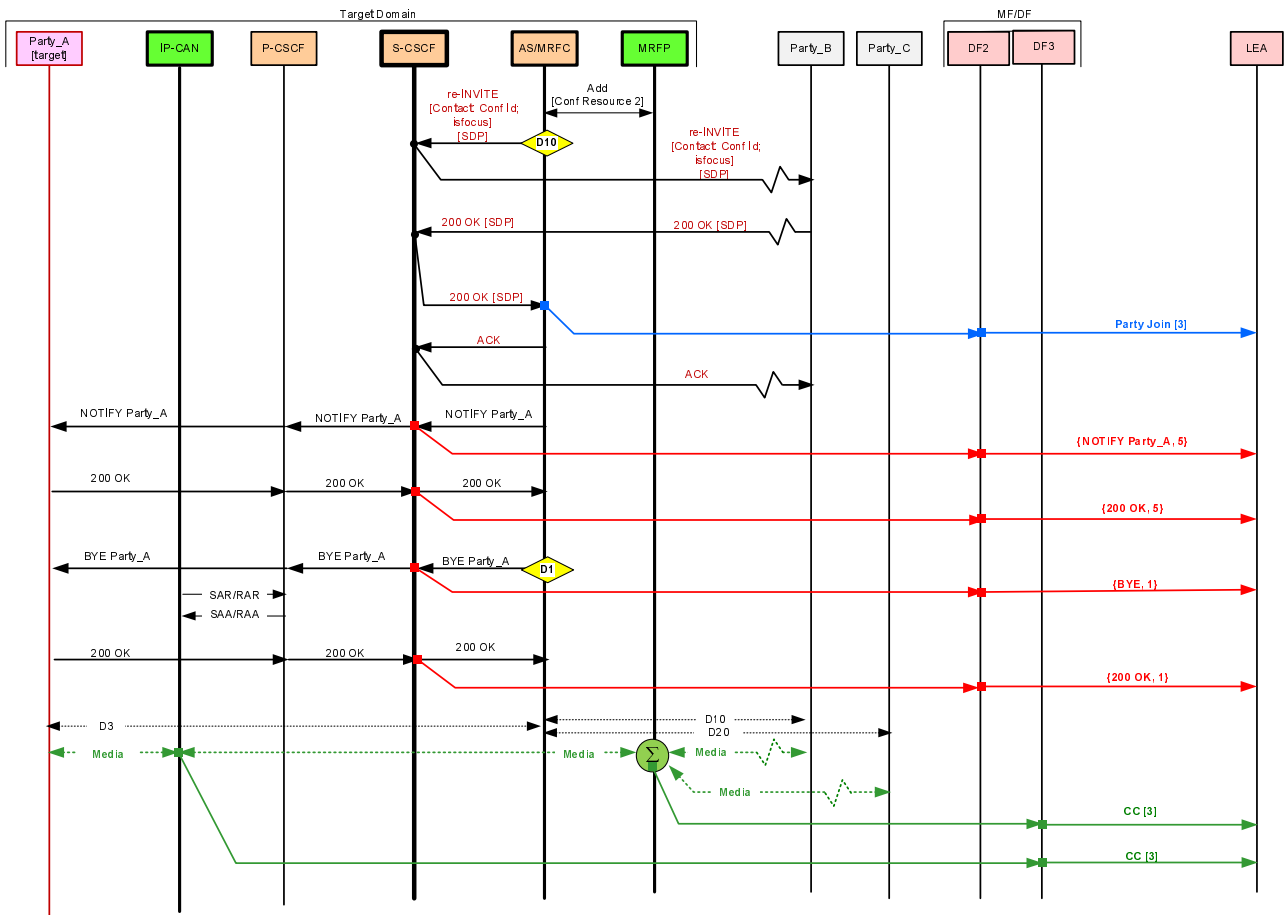 Target Domain
MF/DF
Party_A
[target]
IP-CAN
P-CSCF
S-CSCF
AS/MRFC
MRFP
Party_B
Party_C
DF2
DF3
LEA
re-INVITE
[Contact: Conf Id;
isfocus]
[SDP]
Add
[Conf Resource 2]
D10
re-INVITE
[Contact: Conf Id;
isfocus]
[SDP]
200 OK [SDP]
200 OK [SDP]
200 OK [SDP]
Party Join [3]
ACK
ACK
NOTIFY Party_A
NOTIFY Party_A
NOTIFY Party_A
{NOTIFY Party_A, 5}
200 OK
200 OK
200 OK
{200 OK, 5}
BYE Party_A
BYE Party_A
BYE Party_A
D1
{BYE, 1}
SAR/RAR
SAA/RAA
200 OK
200 OK
200 OK
{200 OK, 1}
D3
D10
D20
Media
Media
Σ
Media
Media
CC [3]
CC [3]